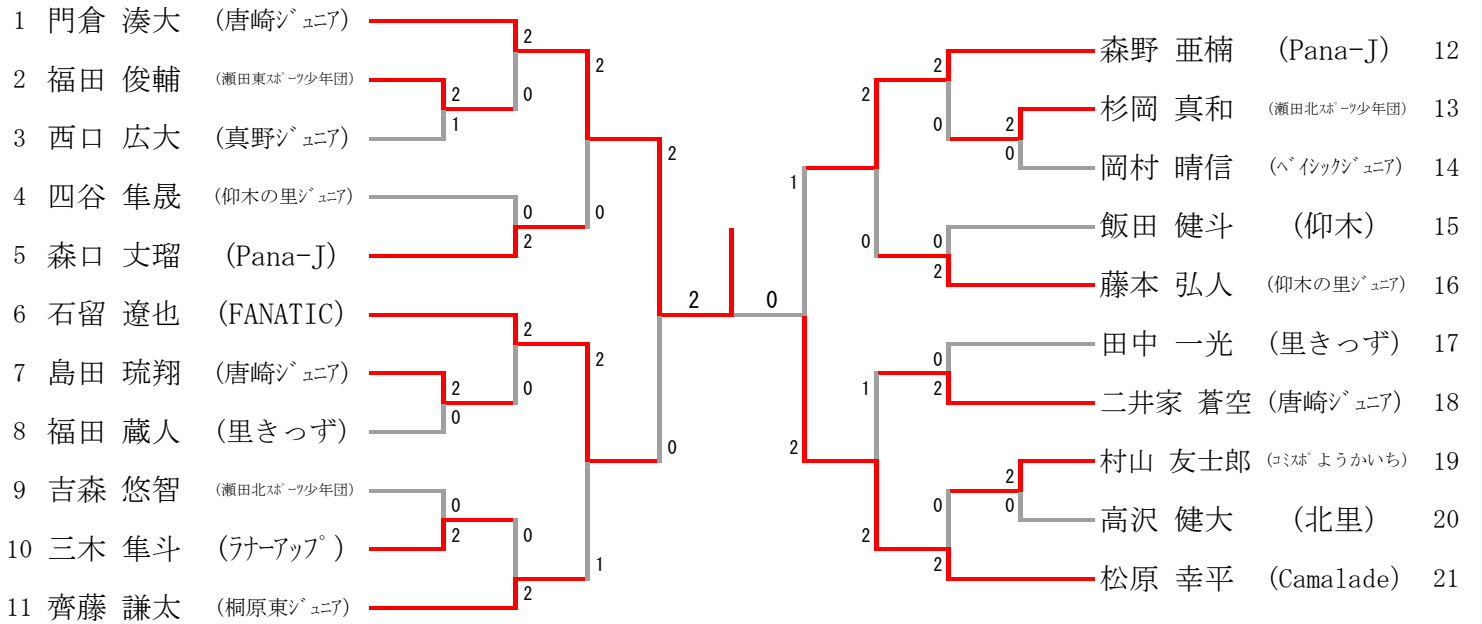 1 門倉 湊大 (唐崎ｼﾞｭﾆｱ)
2 福田 俊輔 (瀬田東ｽﾎﾟｰﾂ少年団)
3 西口 広大 (真野ｼﾞｭﾆｱ)
4 四谷 隼晟 (仰木の里ｼﾞｭﾆｱ)
5 森口 丈瑠 (Pana-J)
6 石留 遼也 (FANATIC)
7 島田 琉翔 (唐崎ｼﾞｭﾆｱ)
8 福田 蔵人 (里きっず)
9 吉森 悠智 (瀬田北ｽﾎﾟｰﾂ少年団)
10 三木 隼斗 (ﾗﾅｰｱｯﾌﾟ)
11 齊藤 謙太 (桐原東ｼﾞｭﾆｱ)
2
2
2
0
1
2
0
2
0
2
2
2
0
0
0
0
2
0
1
2
2
0
森野 亜楠 (Pana-J) 12
杉岡 真和 (瀬田北ｽﾎﾟｰﾂ少年団) 13
岡村 晴信 (ﾍﾞｲｼｯｸｼﾞｭﾆｱ) 14
飯田 健斗 (仰木) 15
藤本 弘人 (仰木の里ｼﾞｭﾆｱ) 16
田中 一光 (里きっず) 17
二井家 蒼空 (唐崎ｼﾞｭﾆｱ) 18
村山 友士郎 (ｺﾐｽﾎﾟようかいち) 19
高沢 健大 (北里) 20
松原 幸平 (Camalade) 21
2
2
0
2
0
1
0
0
2
0
1
2
2
2
0
0
2
2